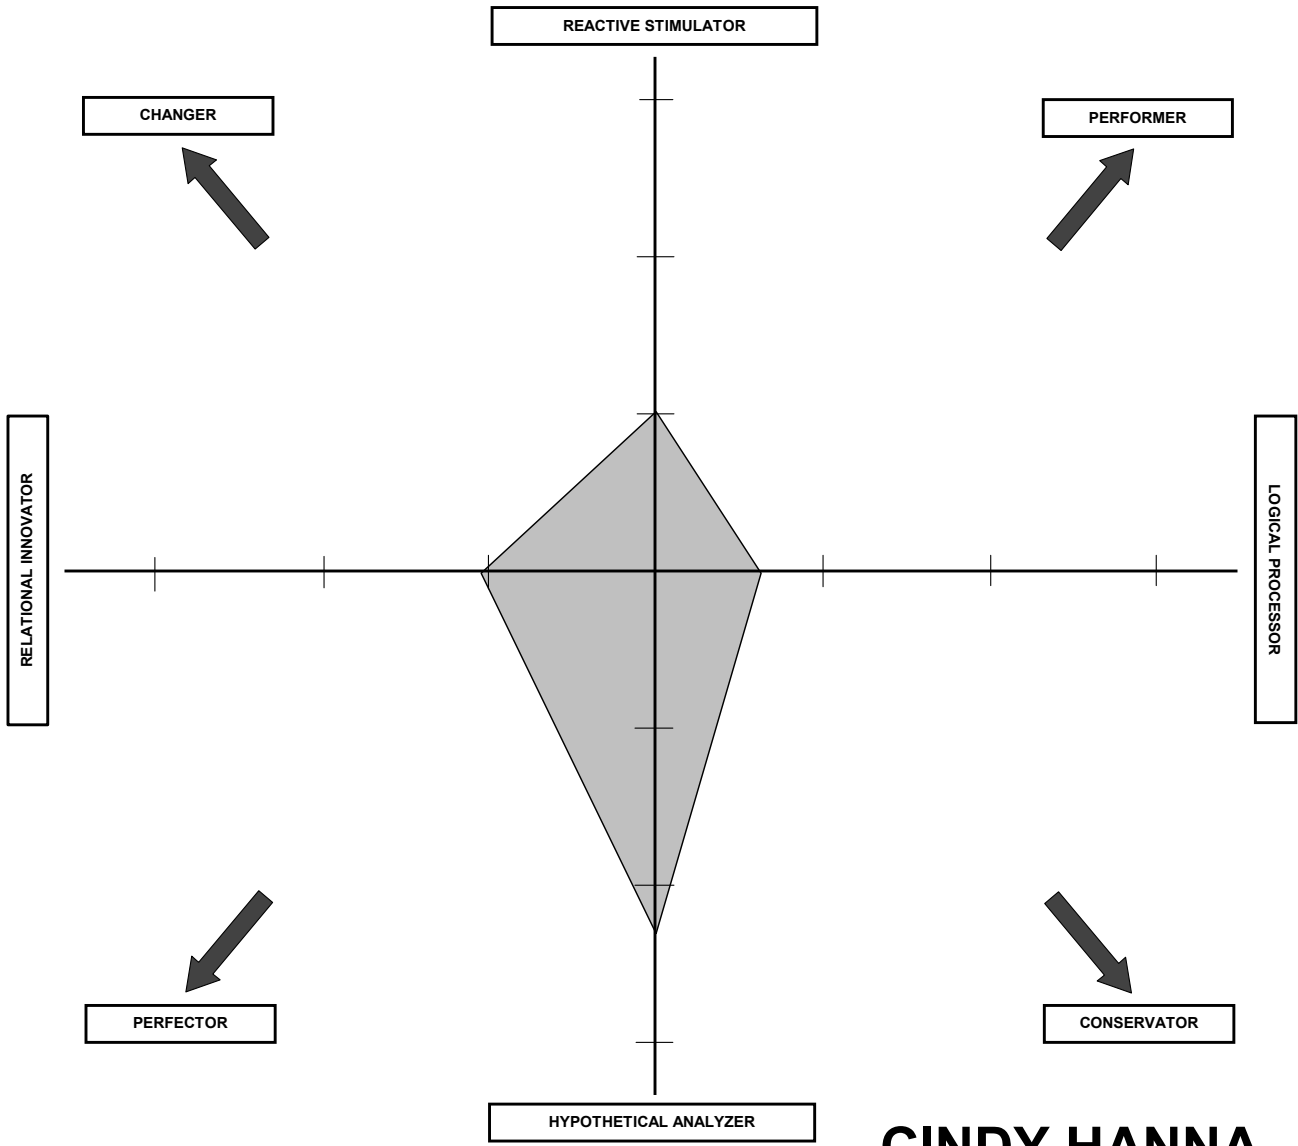 REACTIVE STIMULATOR
CHANGER
PERFORMER
RELATIONAL INNOVATOR
LOGICAL PROCESSOR
PERFECTOR
CONSERVATOR
HYPOTHETICAL ANALYZER
CINDY HANNA